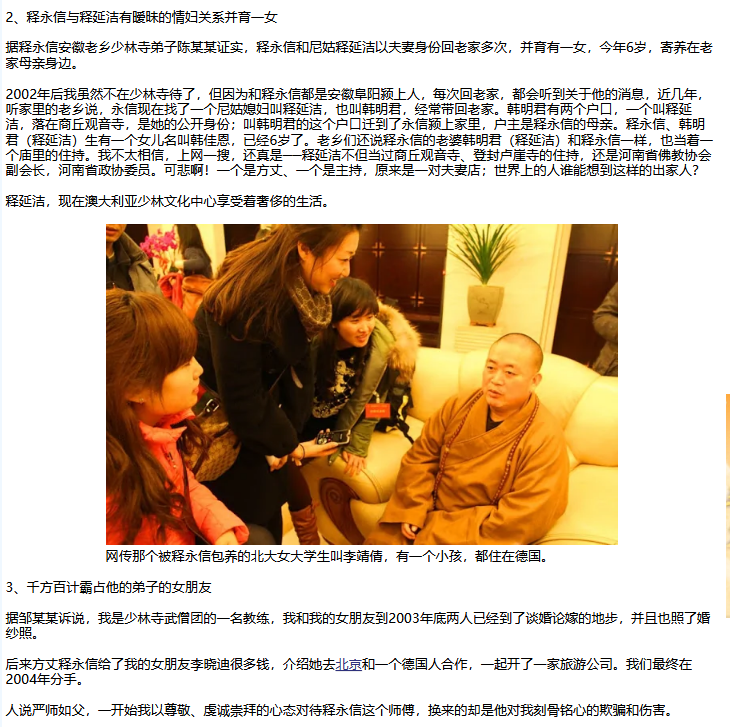 2、释永信与释延洁有暧昧的情妇关系并育一女
据释永信安徽老乡少林寺弟子陈某某证实，释永信和尼姑释延洁以夫妻身份回老家多次，并育有一女，今年6岁，寄养在老
家母亲身边。
2002年后我虽然不在少林寺待了，但因为和释永信都是安徽阜阳颍上人，每次回老家，都会听到关于他的消息，近几年，
听家里的老乡说，永信现在找了一个尼姑媳妇叫释延洁，也叫韩明君，经常带回老家。韩明君有两个户口，一个叫释延
洁，落在商丘观音寺，是她的公开身份；叫韩明君的这个户口迁到了永信颍上家里，户主是释永信的母亲。释永信、韩明
君（释延洁）生有一个女儿名叫韩佳恩，已经6岁了。老乡们还说释永信的老婆韩明君（释延洁）和释永信一样，也当着一
个庙里的住持。我不太相信，上网一搜，还真是──释延洁不但当过商丘观音寺、登封卢崖寺的住持，还是河南省佛教协会
副会长，河南省政协委员。可悲啊！一个是方丈、一个是主持，原来是一对夫妻店；世界上的人谁能想到这样的出家人？
释延洁，现在澳大利亚少林文化中心享受着奢侈的生活。
网传那个被释永信包养的北大女大学生叫李靖倩，有一个小孩，都住在德国。
3、千方百计霸占他的弟子的女朋友
据邹某某诉说，我是少林寺武僧团的一名教练，我和我的女朋友到2003年底两人已经到了谈婚论嫁的地步，并且也照了婚
纱照。
后来方丈释永信给了我的女朋友李晓迪很多钱，介绍她去北京和一个德国人合作，一起开了一家旅游公司。我们最终在
2004年分手。
人说严师如父，一开始我以尊敬、虔诚崇拜的心态对待释永信这个师傅，换来的却是他对我刻骨铭心的欺骗和伤害。